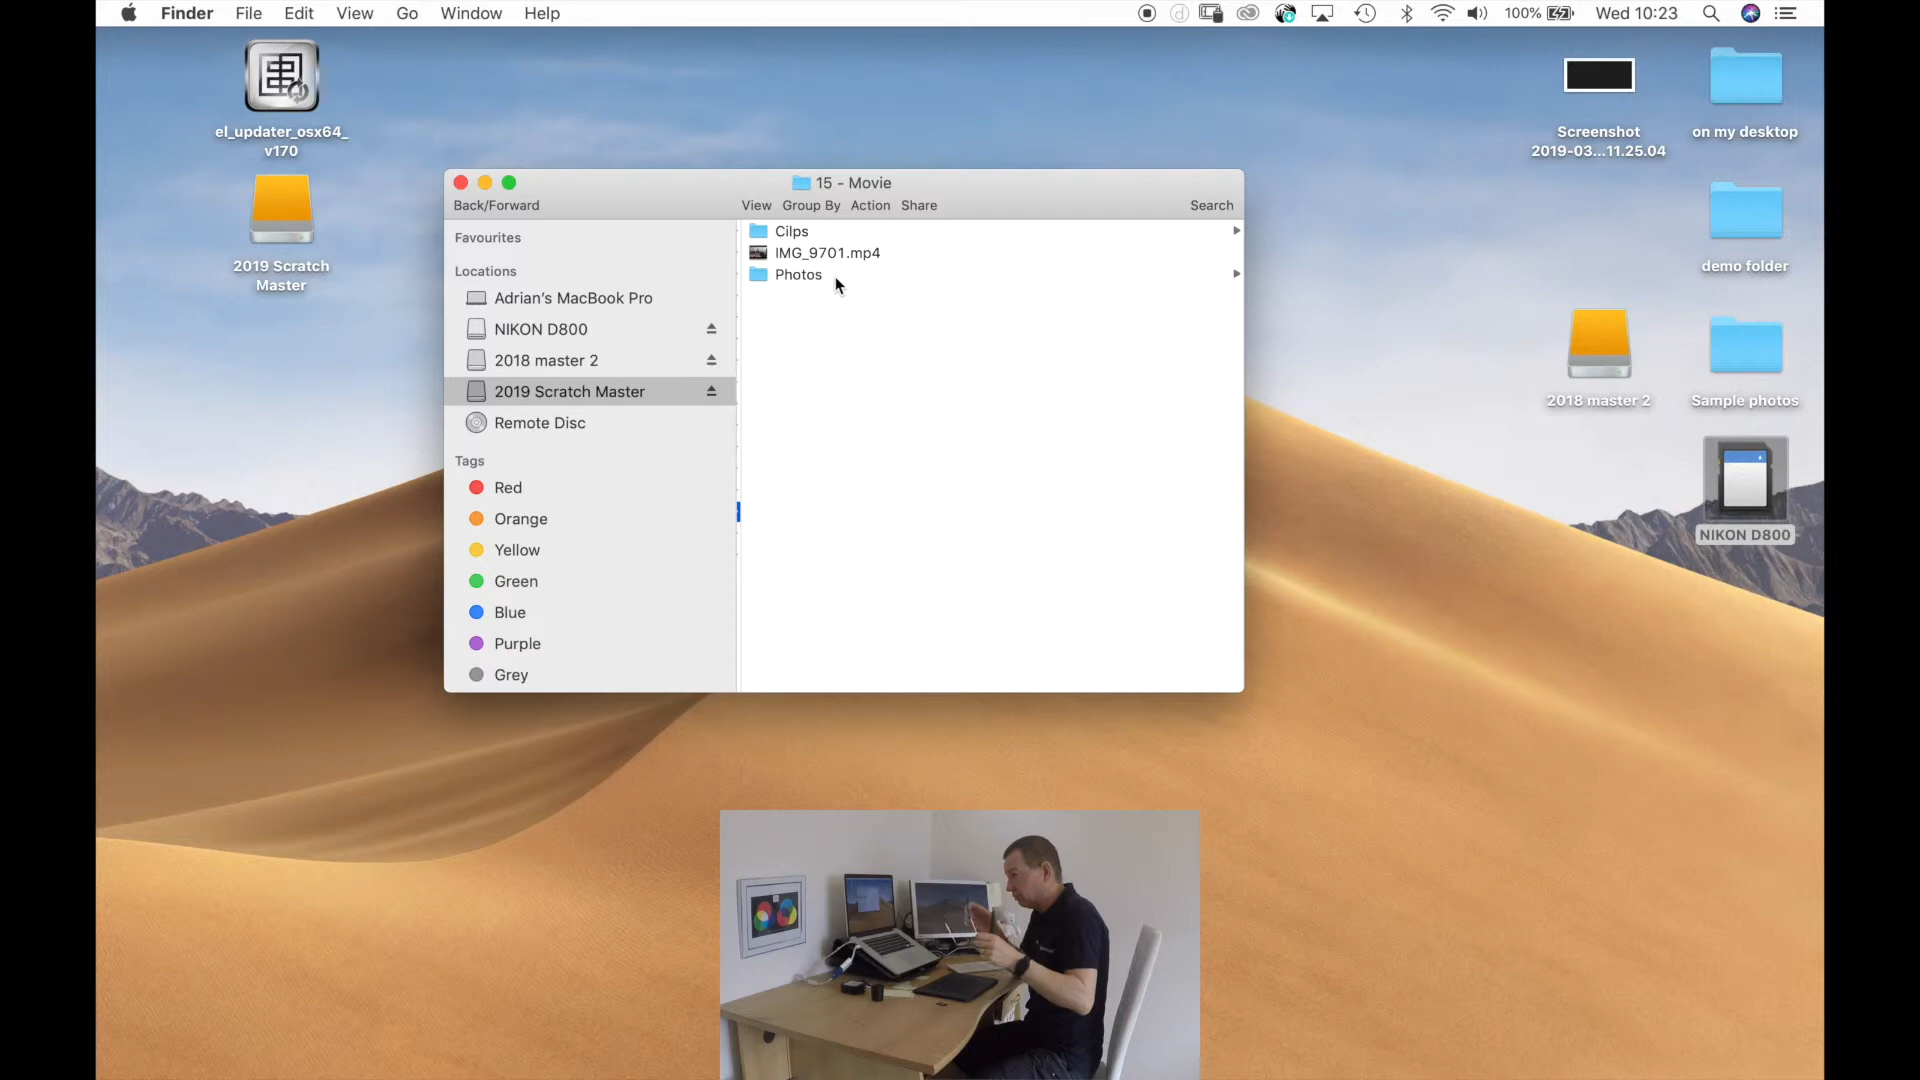 Finder File Edit View Go Window Help
100% Wed 10:23
el_updater_osx64_
v170
2019 Scratch
Master
Screenshot
2019-03...11.25.04
on my desktop
demo folder
2018 master 2
Sample photos
NIKON D800
15 - Movie
Back/Forward View Group By Action Share Search
Favourites
Locations
Adrian's MacBook Pro
NIKON D800
2018 master 2
2019 Scratch Master
Remote Disc
Tags
Red
Orange
Yellow
Green
Blue
Purple
Grey
Cilps
IMG_9701.mp4
Photos